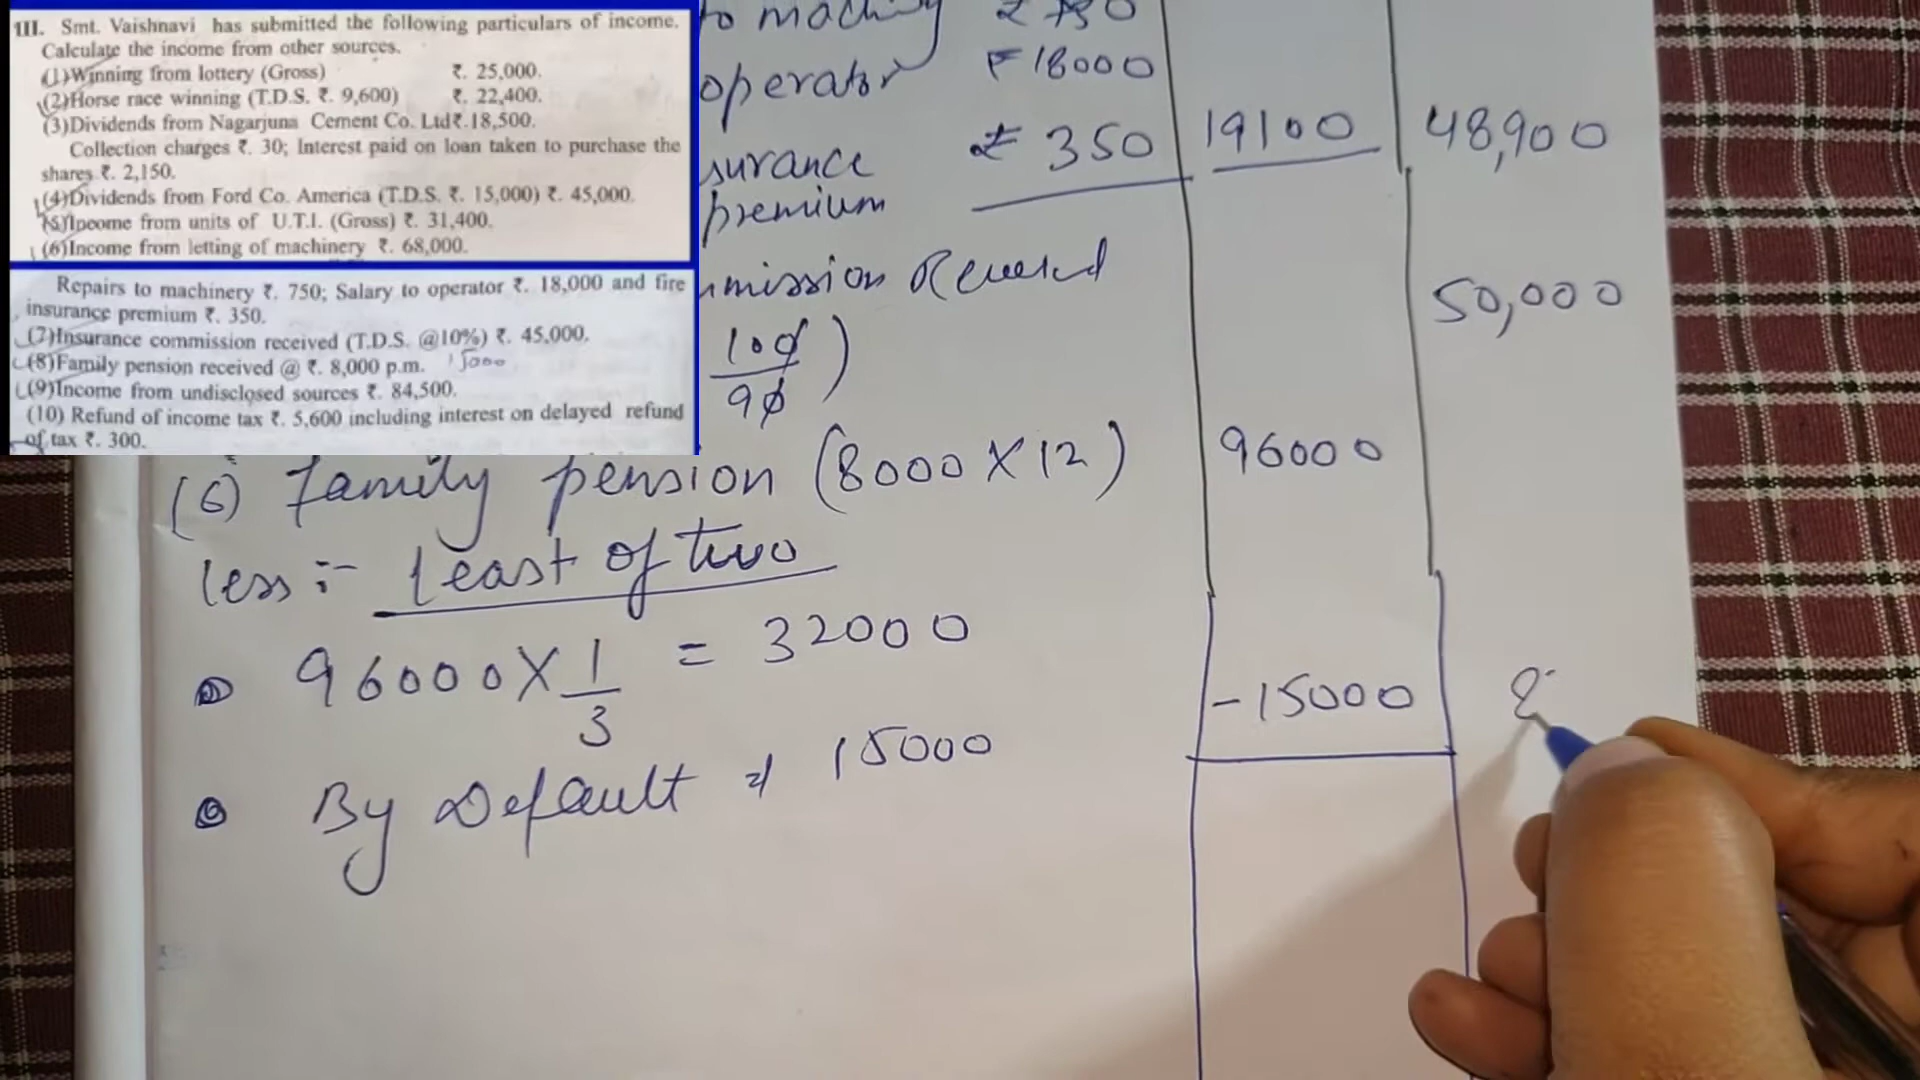 III. Smt. Vaishnavi has submitted the following particulars of income.
Calculate the income from other sources.
(1)Winning from lottery (Gross) ₹. 25,000.
(2)Horse race winning (T.D.S. ₹. 9,600) ₹. 22,400.
(3)Dividends from Nagarjuna Cement Co. Ltd₹.18,500.
Collection charges ₹. 30; Interest paid on loan taken to purchase the
shares ₹. 2,150.
(4)Dividends from Ford Co. America (T.D.S. ₹. 15,000) ₹. 45,000.
(5)Income from units of U.T.I. (Gross) ₹. 31,400.
(6)Income from letting of machinery ₹. 68,000.
Repairs to machinery ₹. 750; Salary to operator ₹. 18,000 and fire
insurance premium ₹. 350.
(7)Insurance commission received (T.D.S. @10%) ₹. 45,000.
(8)Family pension received @ ₹. 8,000 p.m. 15000
(9)Income from undisclosed sources ₹. 84,500.
(10) Refund of income tax ₹. 5,600 including interest on delayed refund
of tax ₹. 300.
to machinery ₹ 750
operator ₹ 18000
surance ₹ 350 19100 48,900
premium
mmission Received 50,000
100/90 )
(6) Family pension (8000 X 12) 96000
less :- least of two
96000 X 1/3 = 32000
-15000 8
By Default = 15000